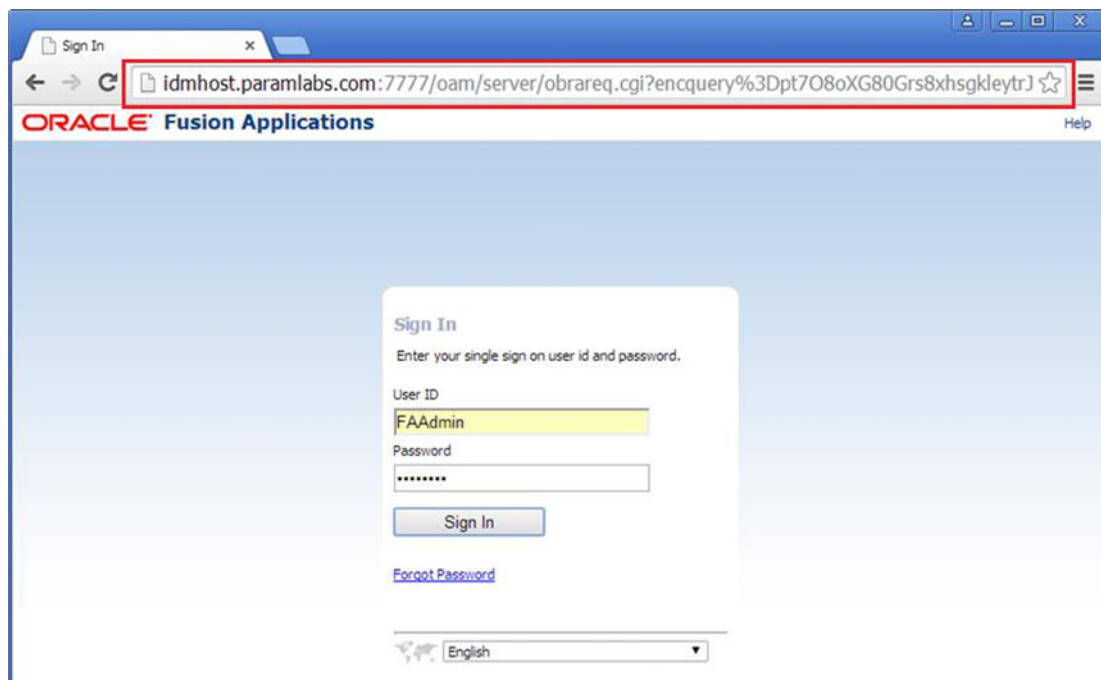 Sign In
idmhost.paramlabs.com:7777/oam/server/obrareq.cgi?encquery%3Dpt7O8oXG80Grs8xhsgkleytrJ
ORACLE Fusion Applications
Help
Sign In
Enter your single sign on user id and password.
User ID
FAAdmin
Password
••••••••
Sign In
Forgot Password
English